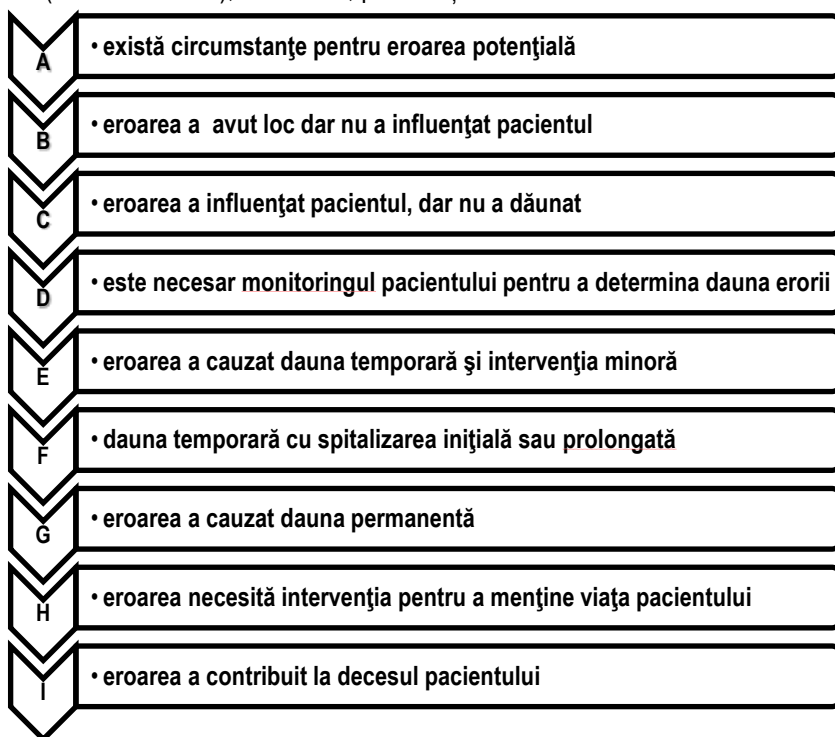 A
• există circumstanţe pentru eroarea potenţială
B
• eroarea a avut loc dar nu a influenţat pacientul
C
• eroarea a influenţat pacientul, dar nu a dăunat
D
• este necesar monitoringul pacientului pentru a determina dauna erorii
E
• eroarea a cauzat dauna temporară şi intervenţia minoră
F
• dauna temporară cu spitalizarea iniţială sau prolongată
G
• eroarea a cauzat dauna permanentă
H
• eroarea necesită intervenţia pentru a menţine viaţa pacientului
I
• eroarea a contribuit la decesul pacientului